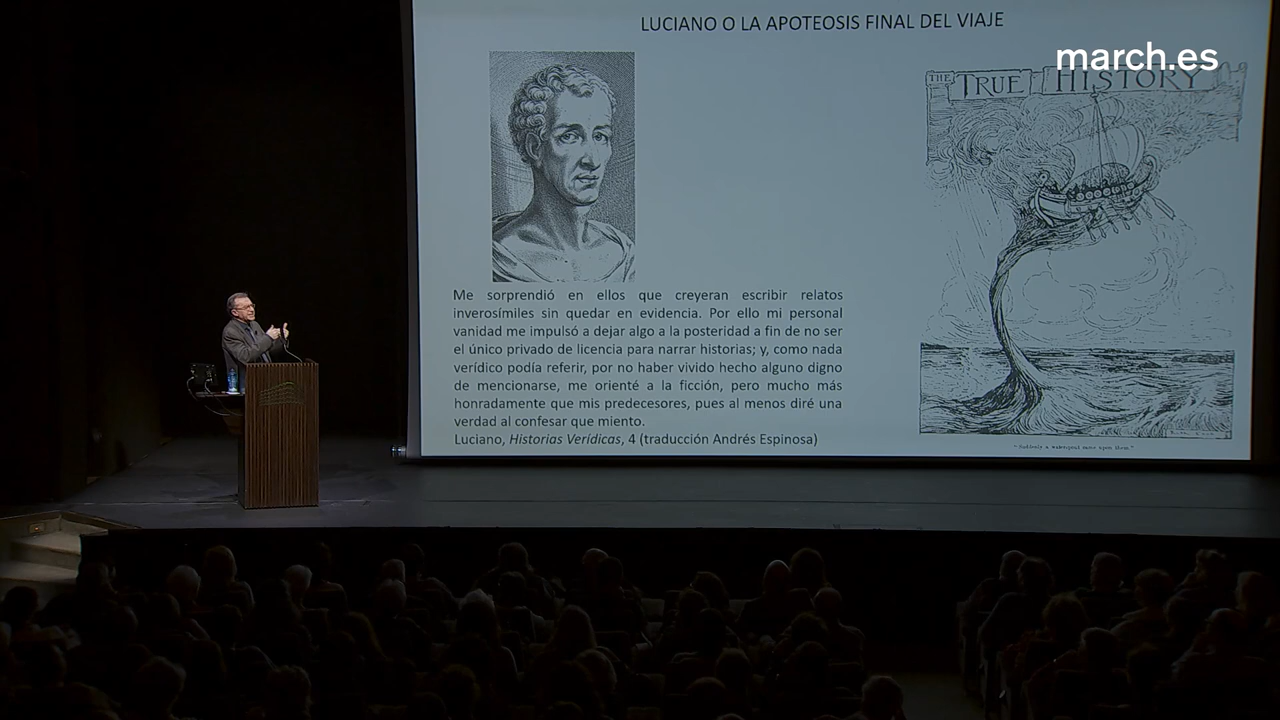 LUCIANO O LA APOTEOSIS FINAL DEL VIAJE
march.es
THE TRUE HISTORY
Me sorprendió en ellos que creyeran escribir relatos
inverosímiles sin quedar en evidencia. Por ello mi personal
vanidad me impulsó a dejar algo a la posteridad a fin de no ser
el único privado de licencia para narrar historias; y, como nada
verídico podía referir, por no haber vivido hecho alguno digno
de mencionarse, me orienté a la ficción, pero mucho más
honradamente que mis predecesores, pues al menos diré una
verdad al confesar que miento.
Luciano, Historias Verídicas, 4 (traducción Andrés Espinosa)